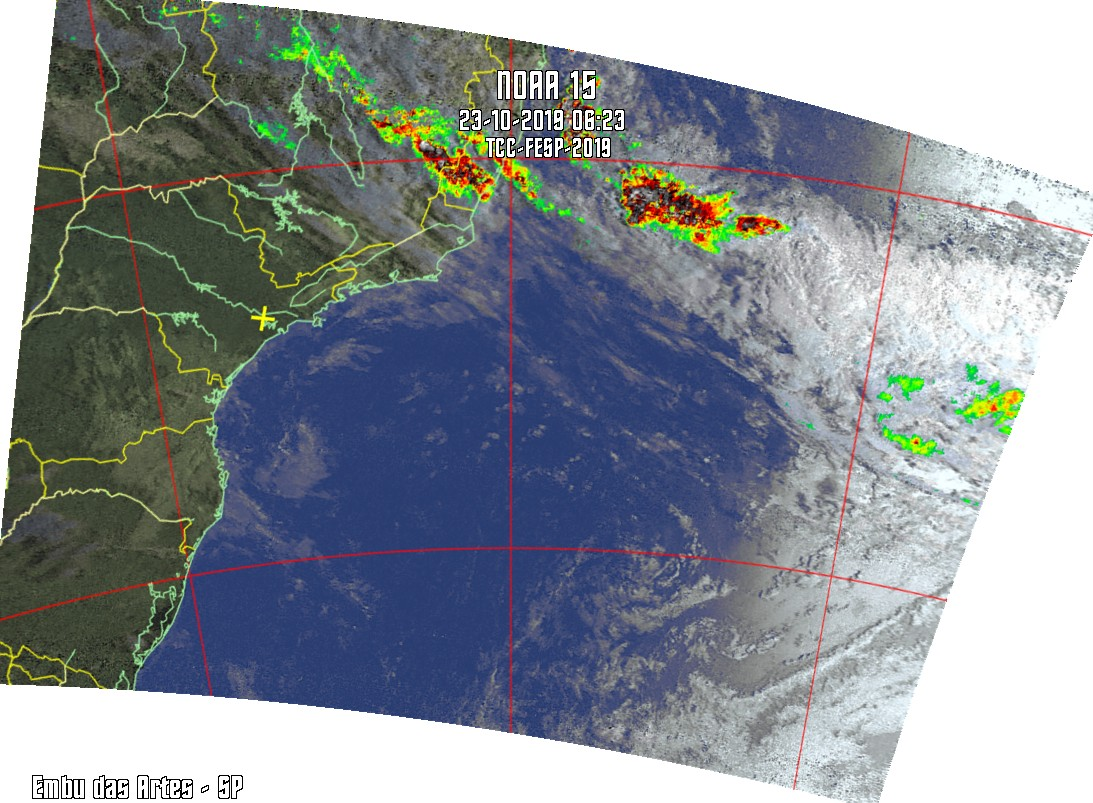 NOAA 15
23-10-2019 06:23
TCC-FESP-2019
Embu das Artes - SP